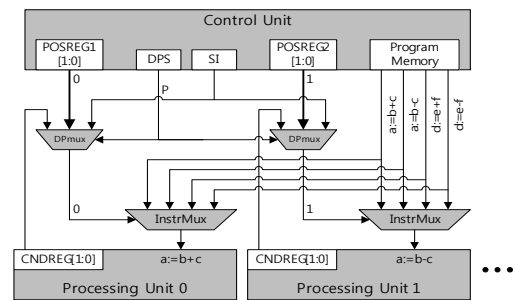 Control Unit
POSREG1
[1:0]
DPS
SI
POSREG2
[1:0]
Program
Memory
0
P
1
a:=b+c
a:=b-c
d:=e+f
d:=e-f
DPmux
DPmux
0
1
InstrMux
InstrMux
CNDREG[1:0]
a:=b+c
CNDREG[1:0]
a:=b-c
Processing Unit 0
Processing Unit 1